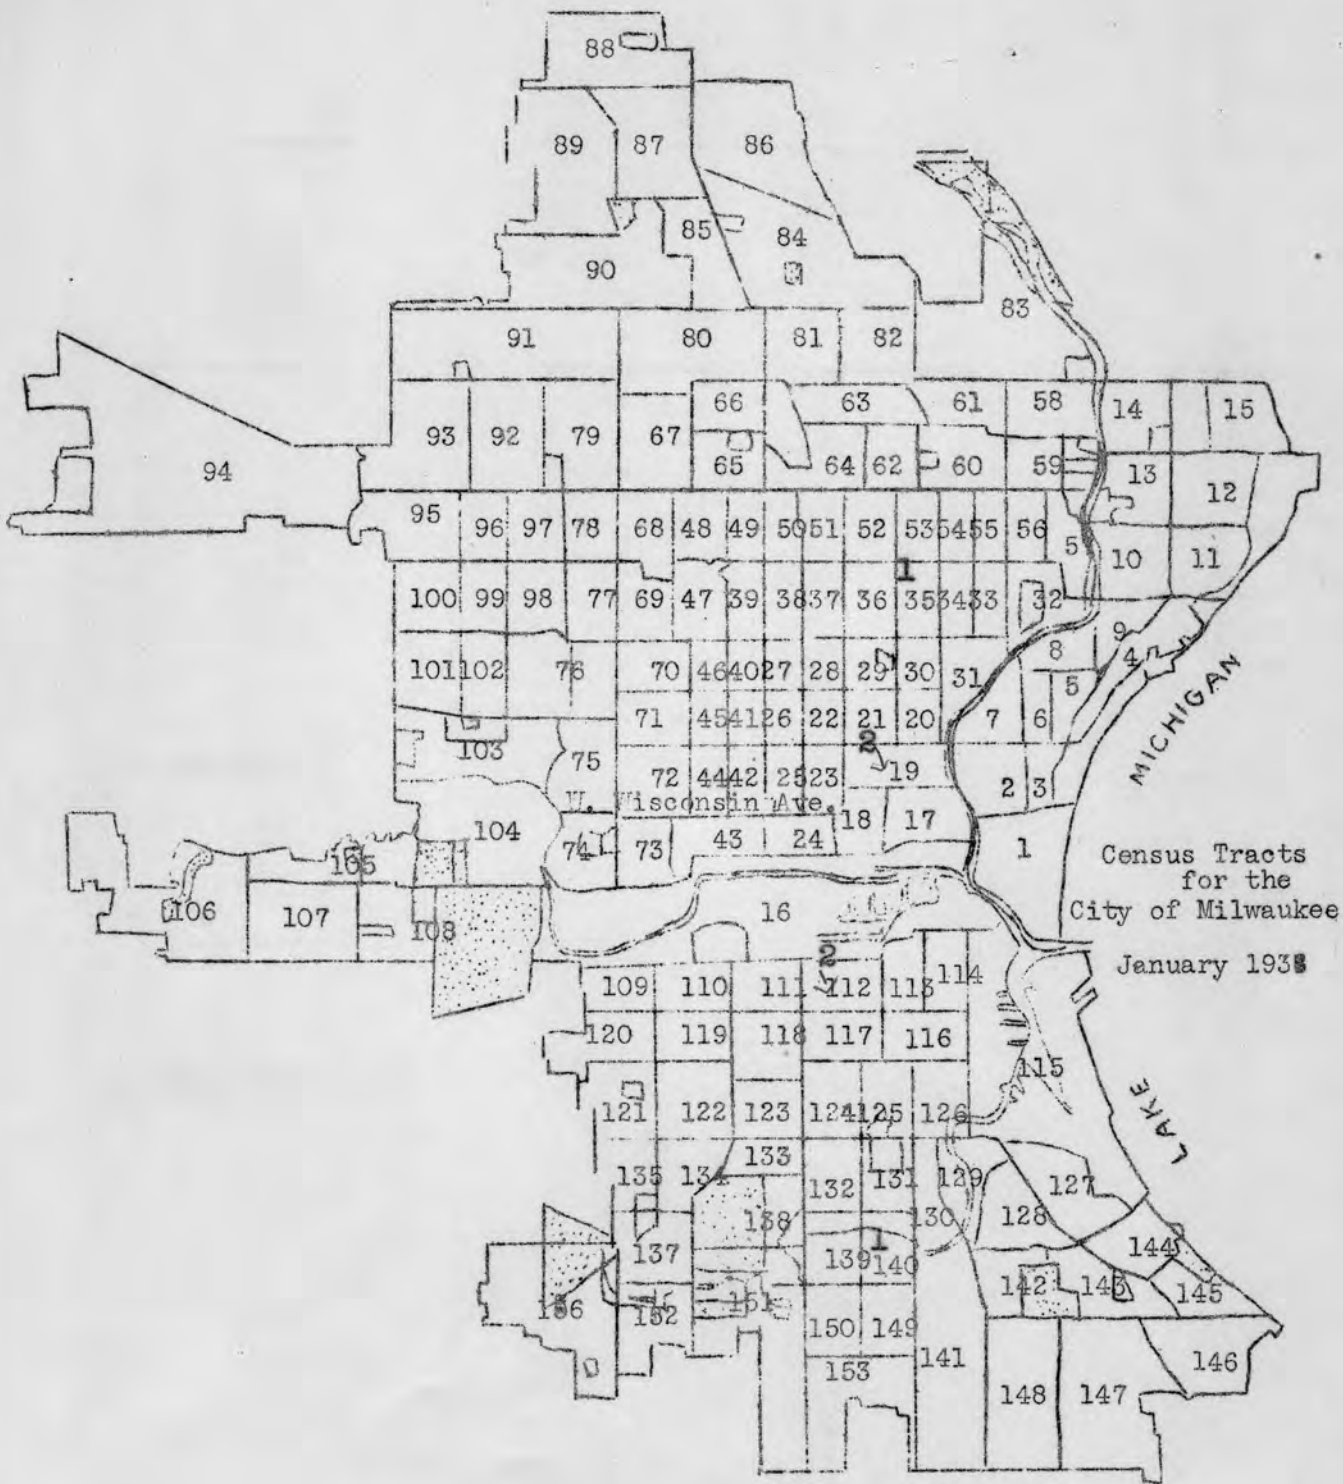 88
89 87 86
85 84
90
83
91 80 81 82
66 63 61 58 14 15
93 92 79 67
94 65 64 62 60 59 13 12
95 96 97 78 68 48 49 50 51 52 53 54 55 56 5 10 11
1
100 99 98 77 69 47 39 38 37 36 35 34 33 32
9
101 102 76 70 46 40 27 28 29 30 31 8 4
7
5
71 45 41 26 22 21 20 7 6
MICHIGAN
2
103 75 72 44 42 25 23 19 2 3
W. Wisconsin Ave.
104 74 73 43 24 18 17 1
Census Tracts
for the
City of Milwaukee
January 193
105
106 107 108 16
2
109 110 111 112 113 114
120 119 118 117 116
115
121 122 123 124 125 126
LAKE
133
135 134 132 131 129 127
138 130 128
137 139 1 140 144
142 143 145
152 151
150 149
153 141 146
148 147